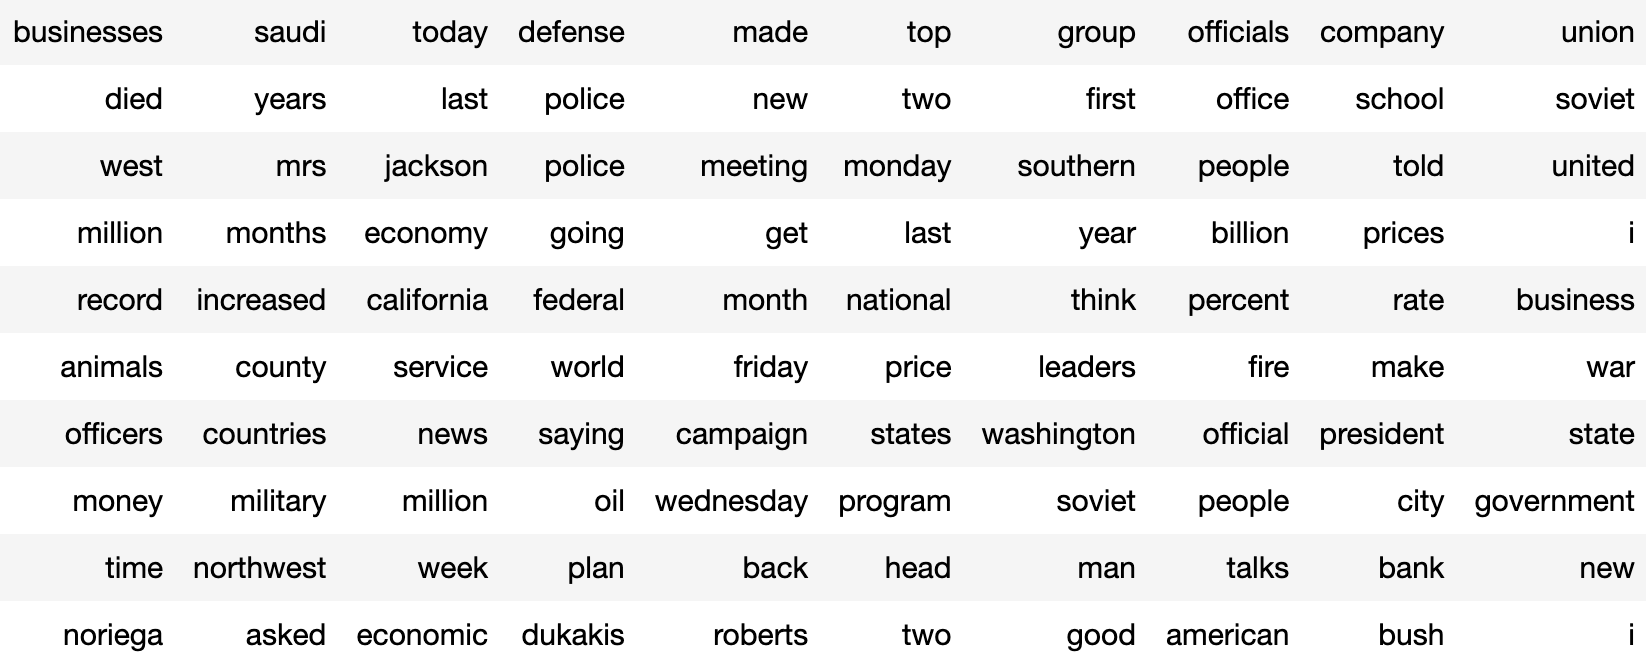 businesses saudi today defense made top group officials company union
died years last police new two first office school soviet
west mrs jackson police meeting monday southern people told united
million months economy going get last year billion prices i
record increased california federal month national think percent rate business
animals county service world friday price leaders fire make war
officers countries news saying campaign states washington official president state
money military million oil wednesday program soviet people city government
time northwest week plan back head man talks bank new
noriega asked economic dukakis roberts two good american bush i